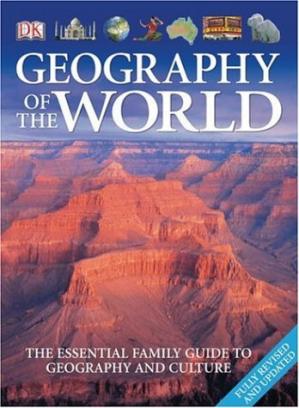 DK
GEOGRAPHY
OF THE WORLD
THE ESSENTIAL FAMILY GUIDE TO
GEOGRAPHY AND CULTURE
FULLY REVISED
AND UPDATED